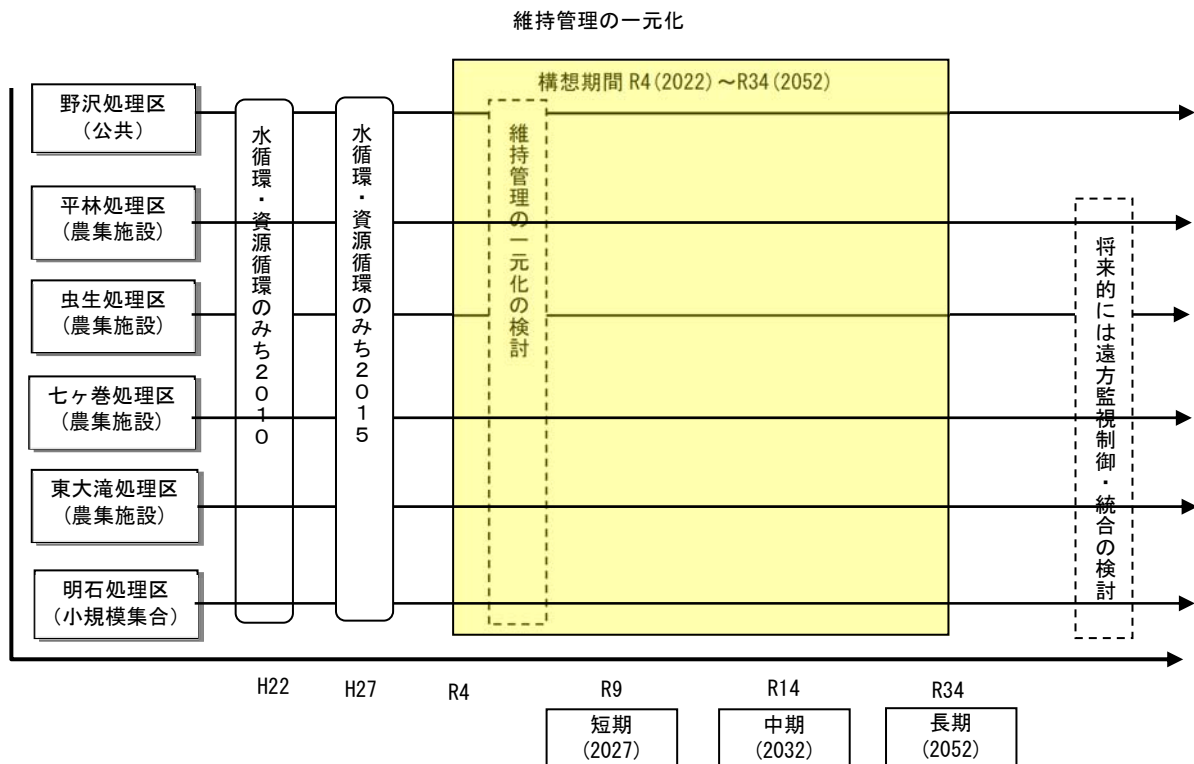 維持管理の一元化
構想期間 R4(2022)～R34(2052)
野沢処理区
(公共)
平林処理区
(農集施設)
虫生処理区
(農集施設)
七ヶ巻処理区
(農集施設)
東大滝処理区
(農集施設)
明石処理区
(小規模集合)
水循環・資源循環のみち2010
水循環・資源循環のみち2015
維持管理の一元化の検討
将来的には遠方監視制御・統合の検討
H22
H27
R4
R9
R14
R34
短期
(2027)
中期
(2032)
長期
(2052)